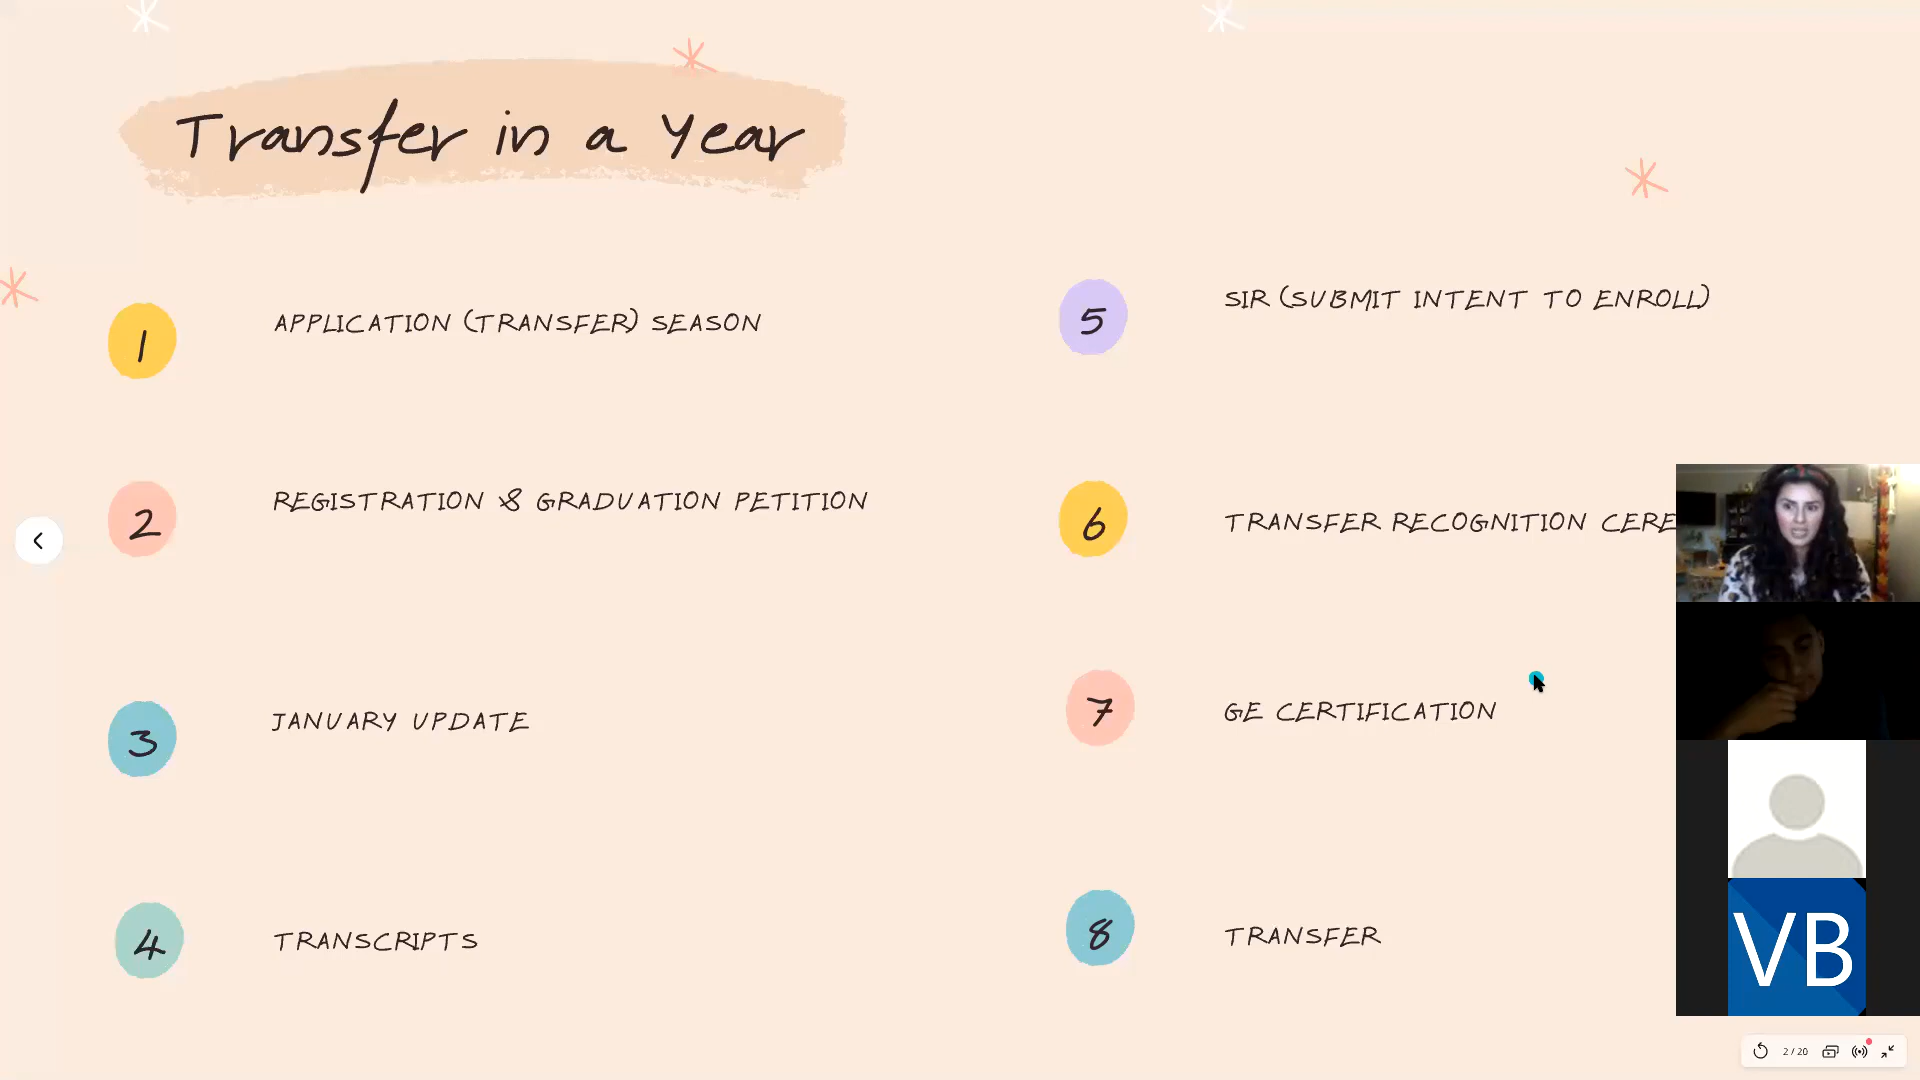 Transfer in a Year
1 APPLICATION (TRANSFER) SEASON
2 REGISTRATION & GRADUATION PETITION
3 JANUARY UPDATE
4 TRANSCRIPTS
5 SIR (SUBMIT INTENT TO ENROLL)
6 TRANSFER RECOGNITION CERE
7 GE CERTIFICATION
8 TRANSFER
VB
2 / 20